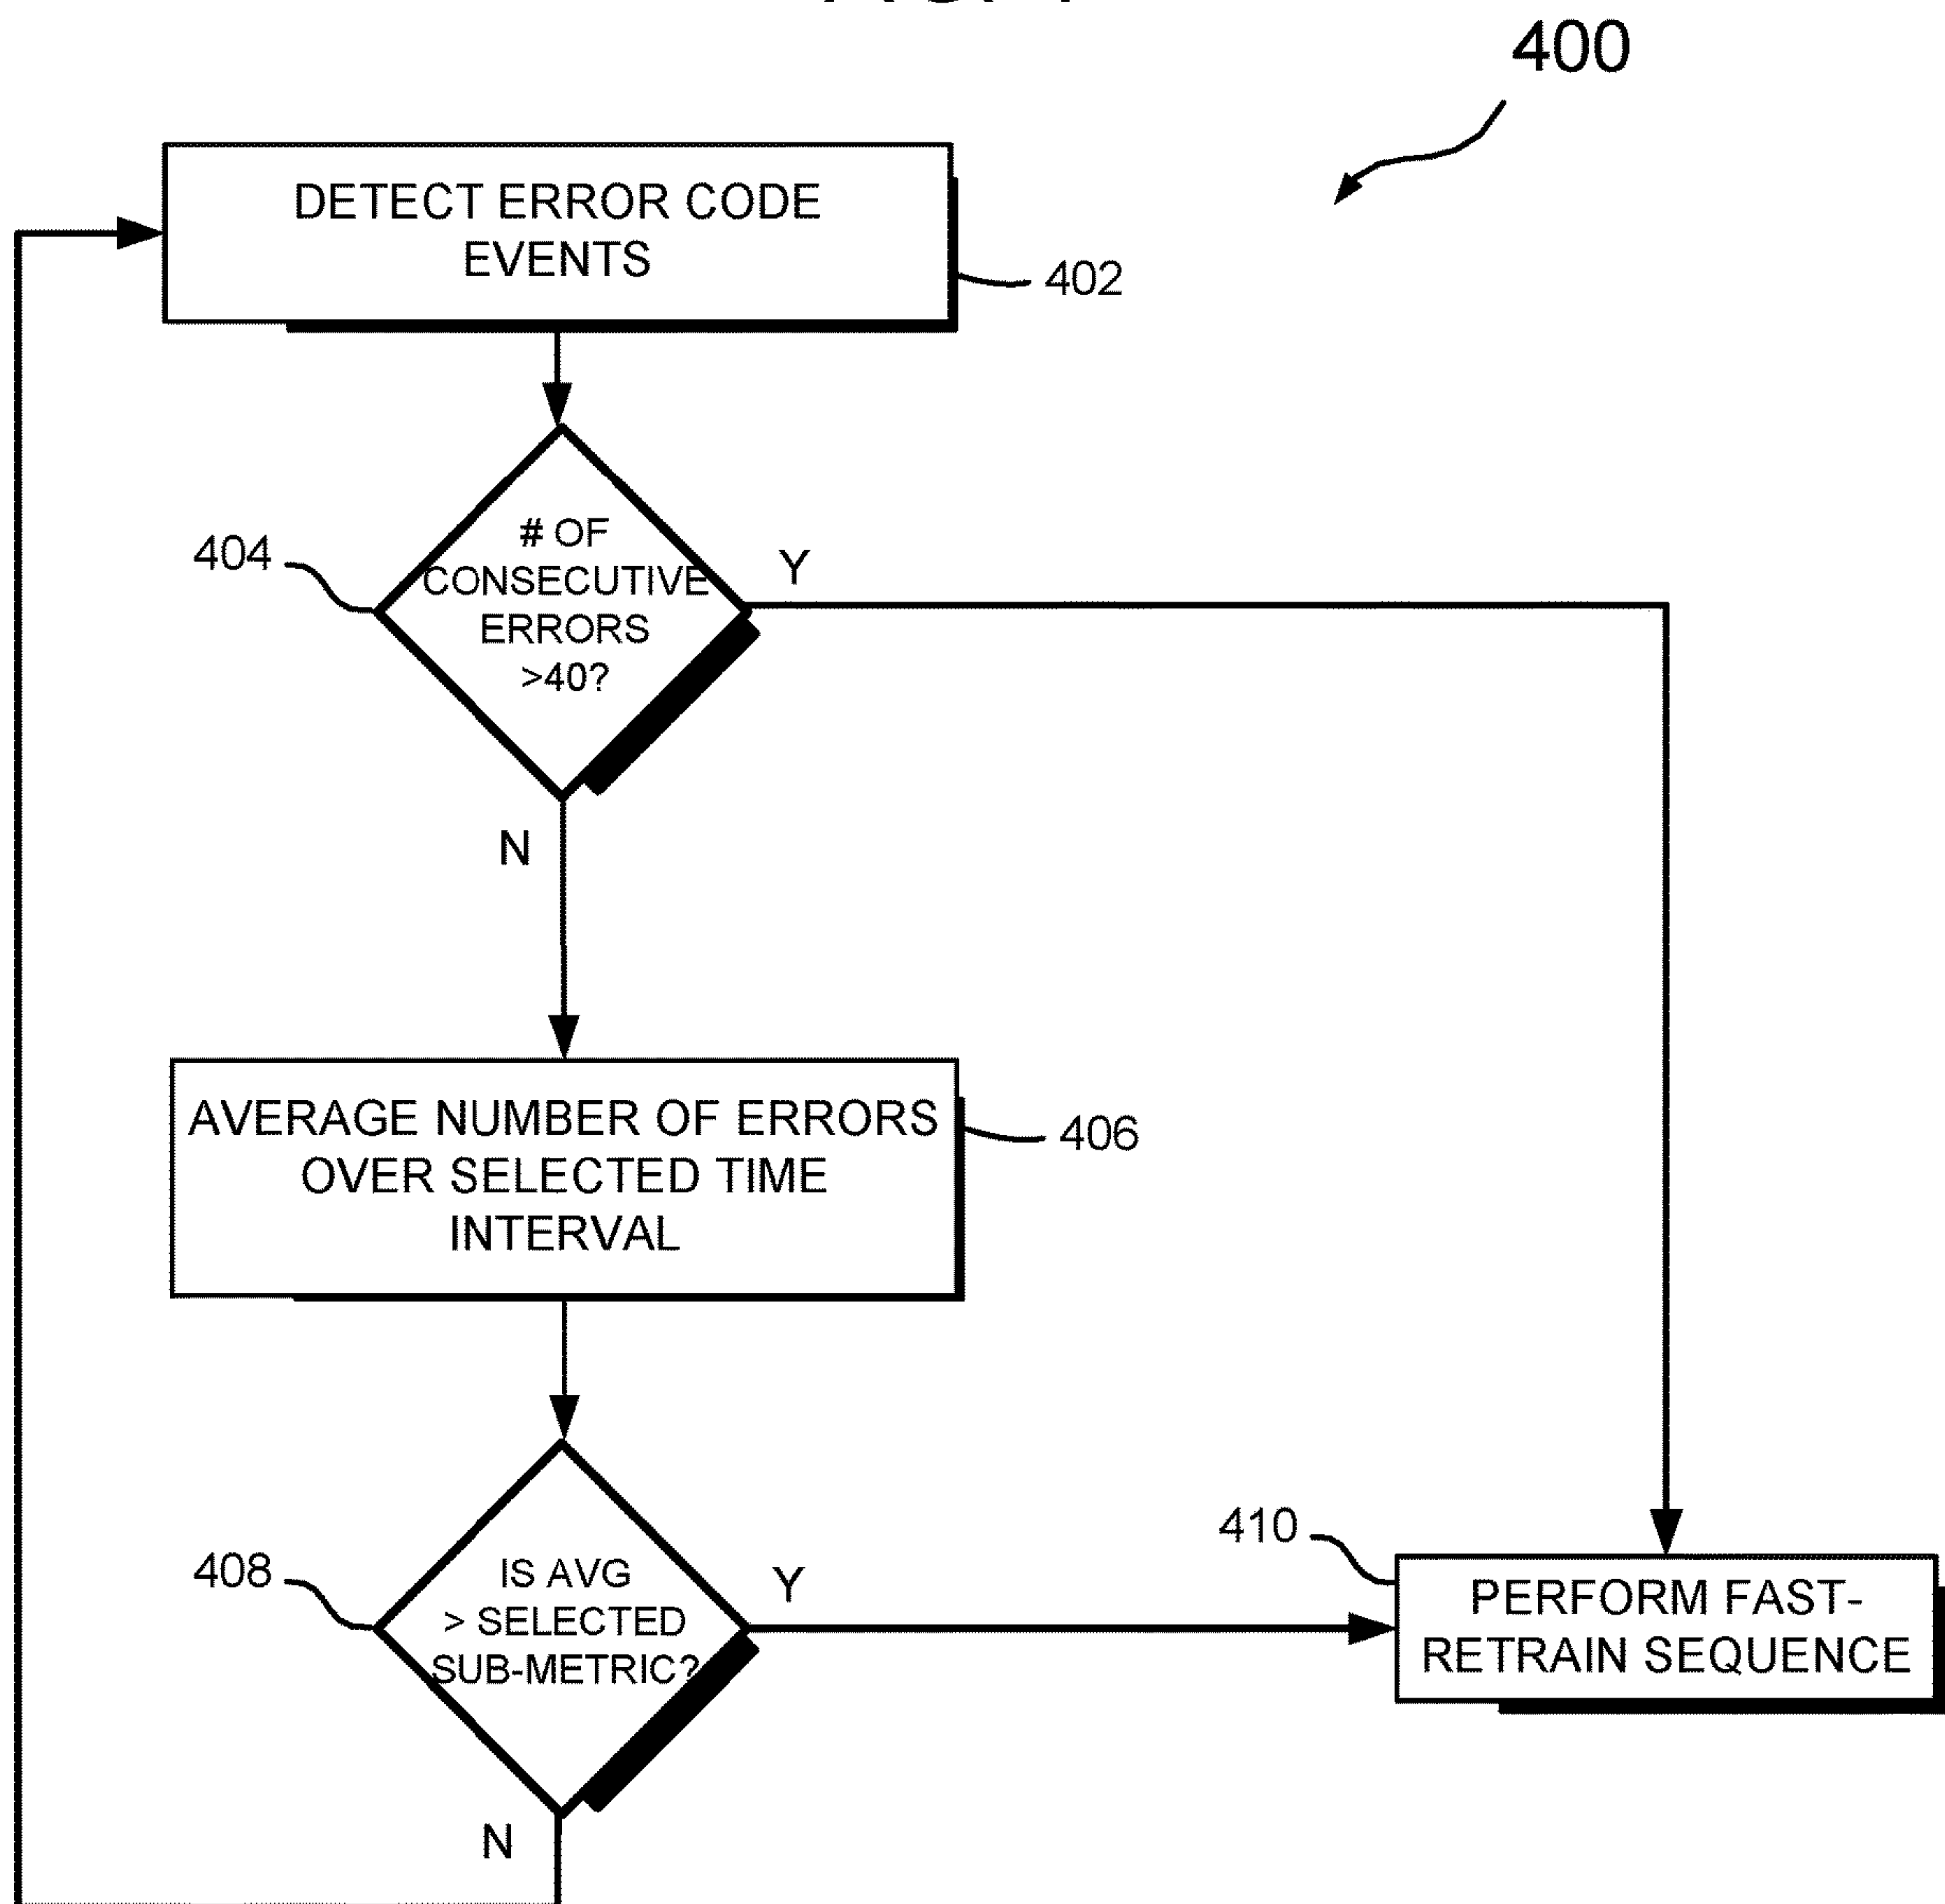 400
DETECT ERROR CODE
EVENTS
402
# OF
CONSECUTIVE
ERRORS
>40?
404
Y
N
AVERAGE NUMBER OF ERRORS
OVER SELECTED TIME
INTERVAL
406
IS AVG
> SELECTED
SUB-METRIC?
408
Y
410
PERFORM FAST-
RETRAIN SEQUENCE
N